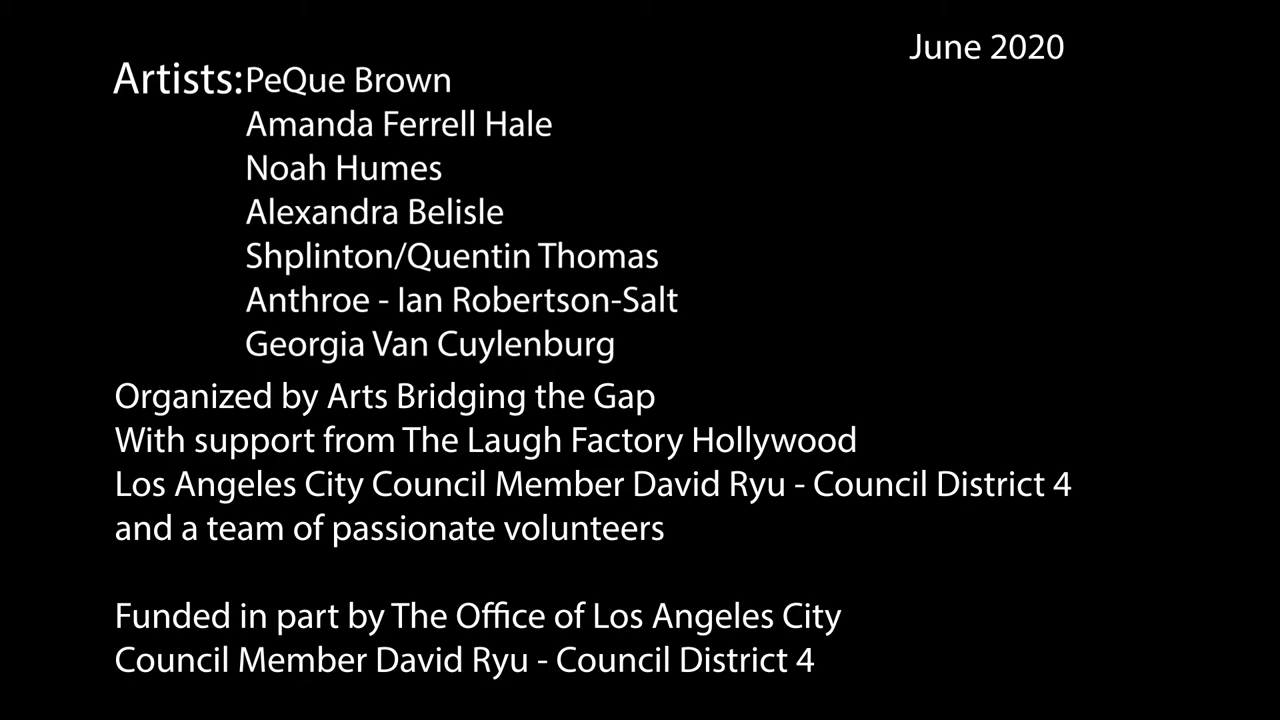 June 2020
Artists: PeQue Brown
Amanda Ferrell Hale
Noah Humes
Alexandra Belisle
Shplinton/Quentin Thomas
Anthroe - Ian Robertson-Salt
Georgia Van Cuylenburg
Organized by Arts Bridging the Gap
With support from The Laugh Factory Hollywood
Los Angeles City Council Member David Ryu - Council District 4
and a team of passionate volunteers
Funded in part by The Office of Los Angeles City
Council Member David Ryu - Council District 4